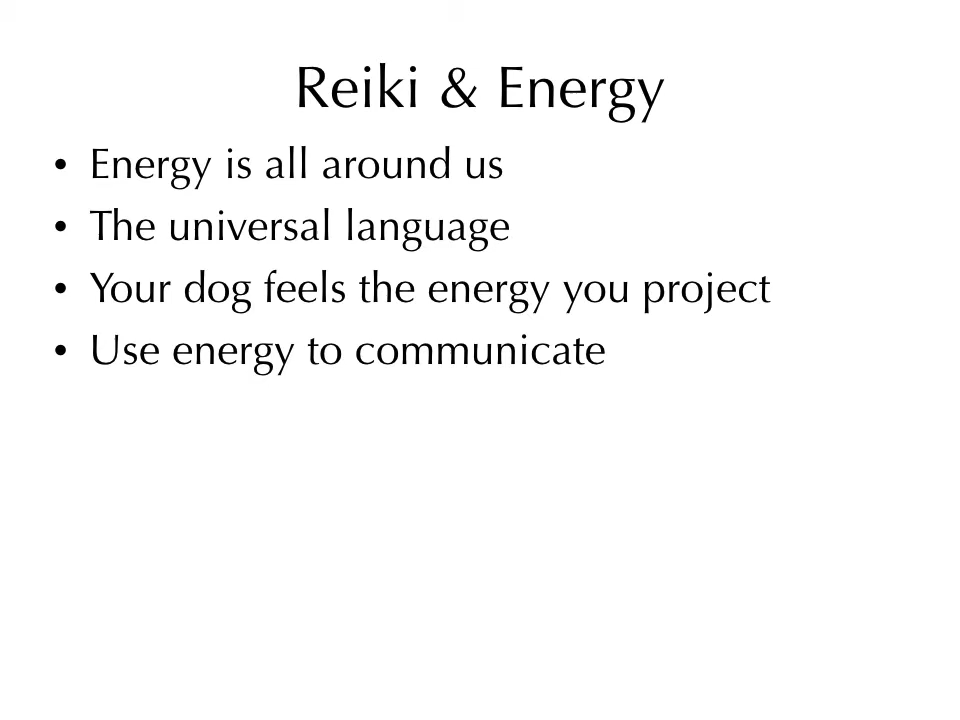 Reiki & Energy
• Energy is all around us
• The universal language
• Your dog feels the energy you project
• Use energy to communicate